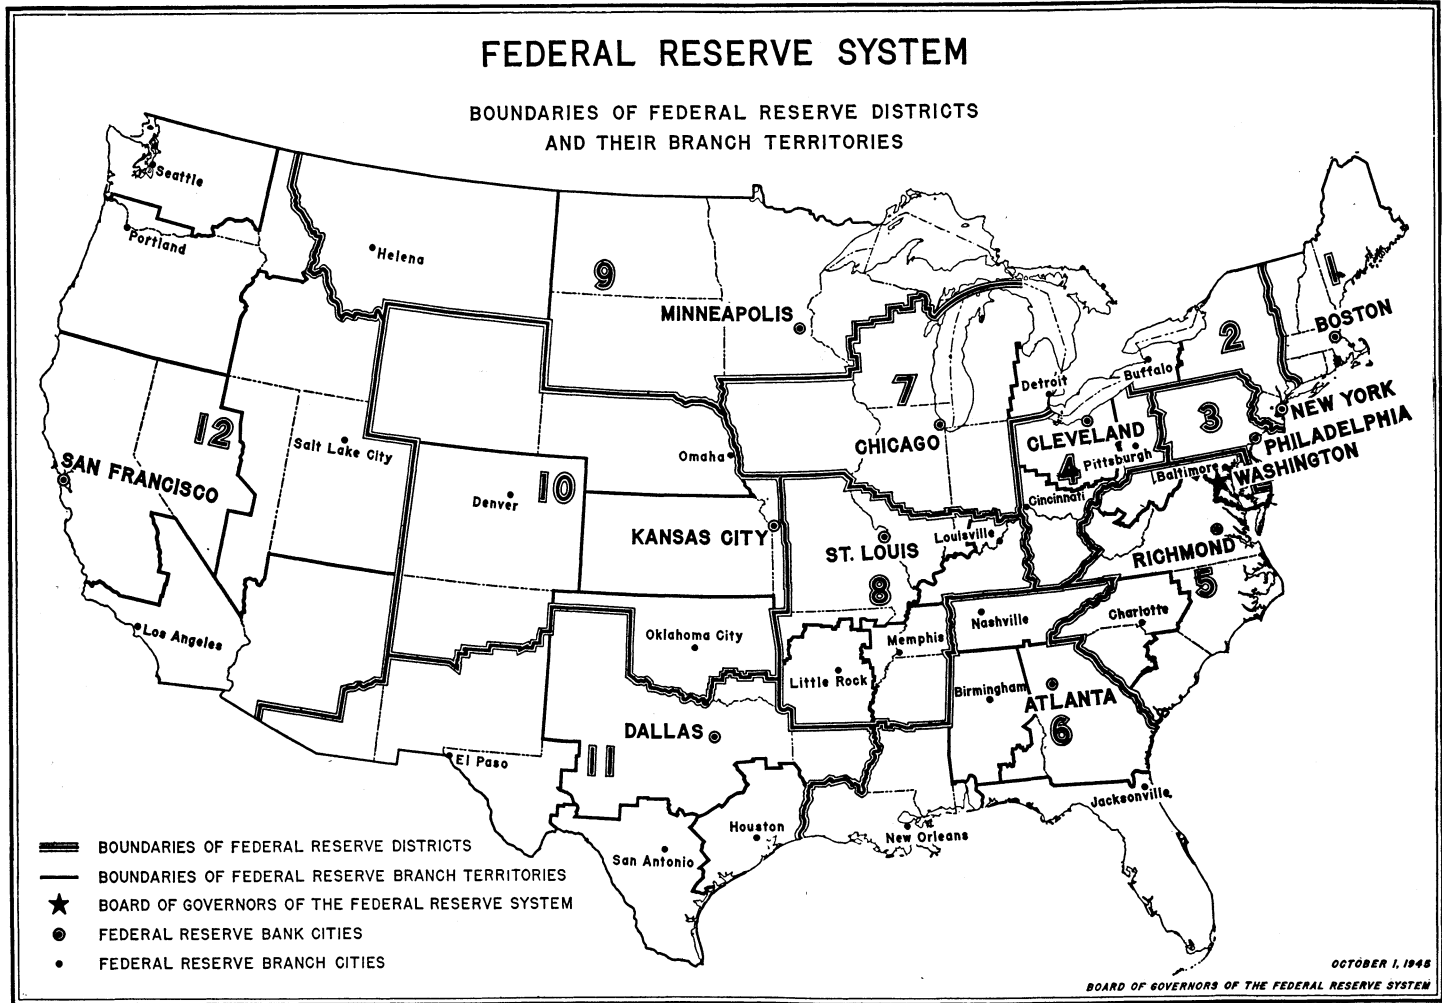 FEDERAL RESERVE SYSTEM
BOUNDARIES OF FEDERAL RESERVE DISTRICTS
AND THEIR BRANCH TERRITORIES
Seattle
Portland
Helena
9
MINNEAPOLIS
1
BOSTON
2
Buffalo
Detroit
7
CHICAGO
NEW YORK
3
PHILADELPHIA
WASHINGTON
CLEVELAND
4
Pittsburgh
Baltimore
Cincinnati
12
Salt Lake City
SAN FRANCISCO
Omaha
10
Denver
KANSAS CITY
ST. LOUIS
8
Louisville
RICHMOND
5
Charlotte
Nashville
Memphis
Los Angeles
Oklahoma City
Little Rock
Birmingham
ATLANTA
6
DALLAS
11
El Paso
Jacksonville
Houston
New Orleans
San Antonio
BOUNDARIES OF FEDERAL RESERVE DISTRICTS
BOUNDARIES OF FEDERAL RESERVE BRANCH TERRITORIES
BOARD OF GOVERNORS OF THE FEDERAL RESERVE SYSTEM
FEDERAL RESERVE BANK CITIES
FEDERAL RESERVE BRANCH CITIES
OCTOBER 1, 1945
BOARD OF GOVERNORS OF THE FEDERAL RESERVE SYSTEM